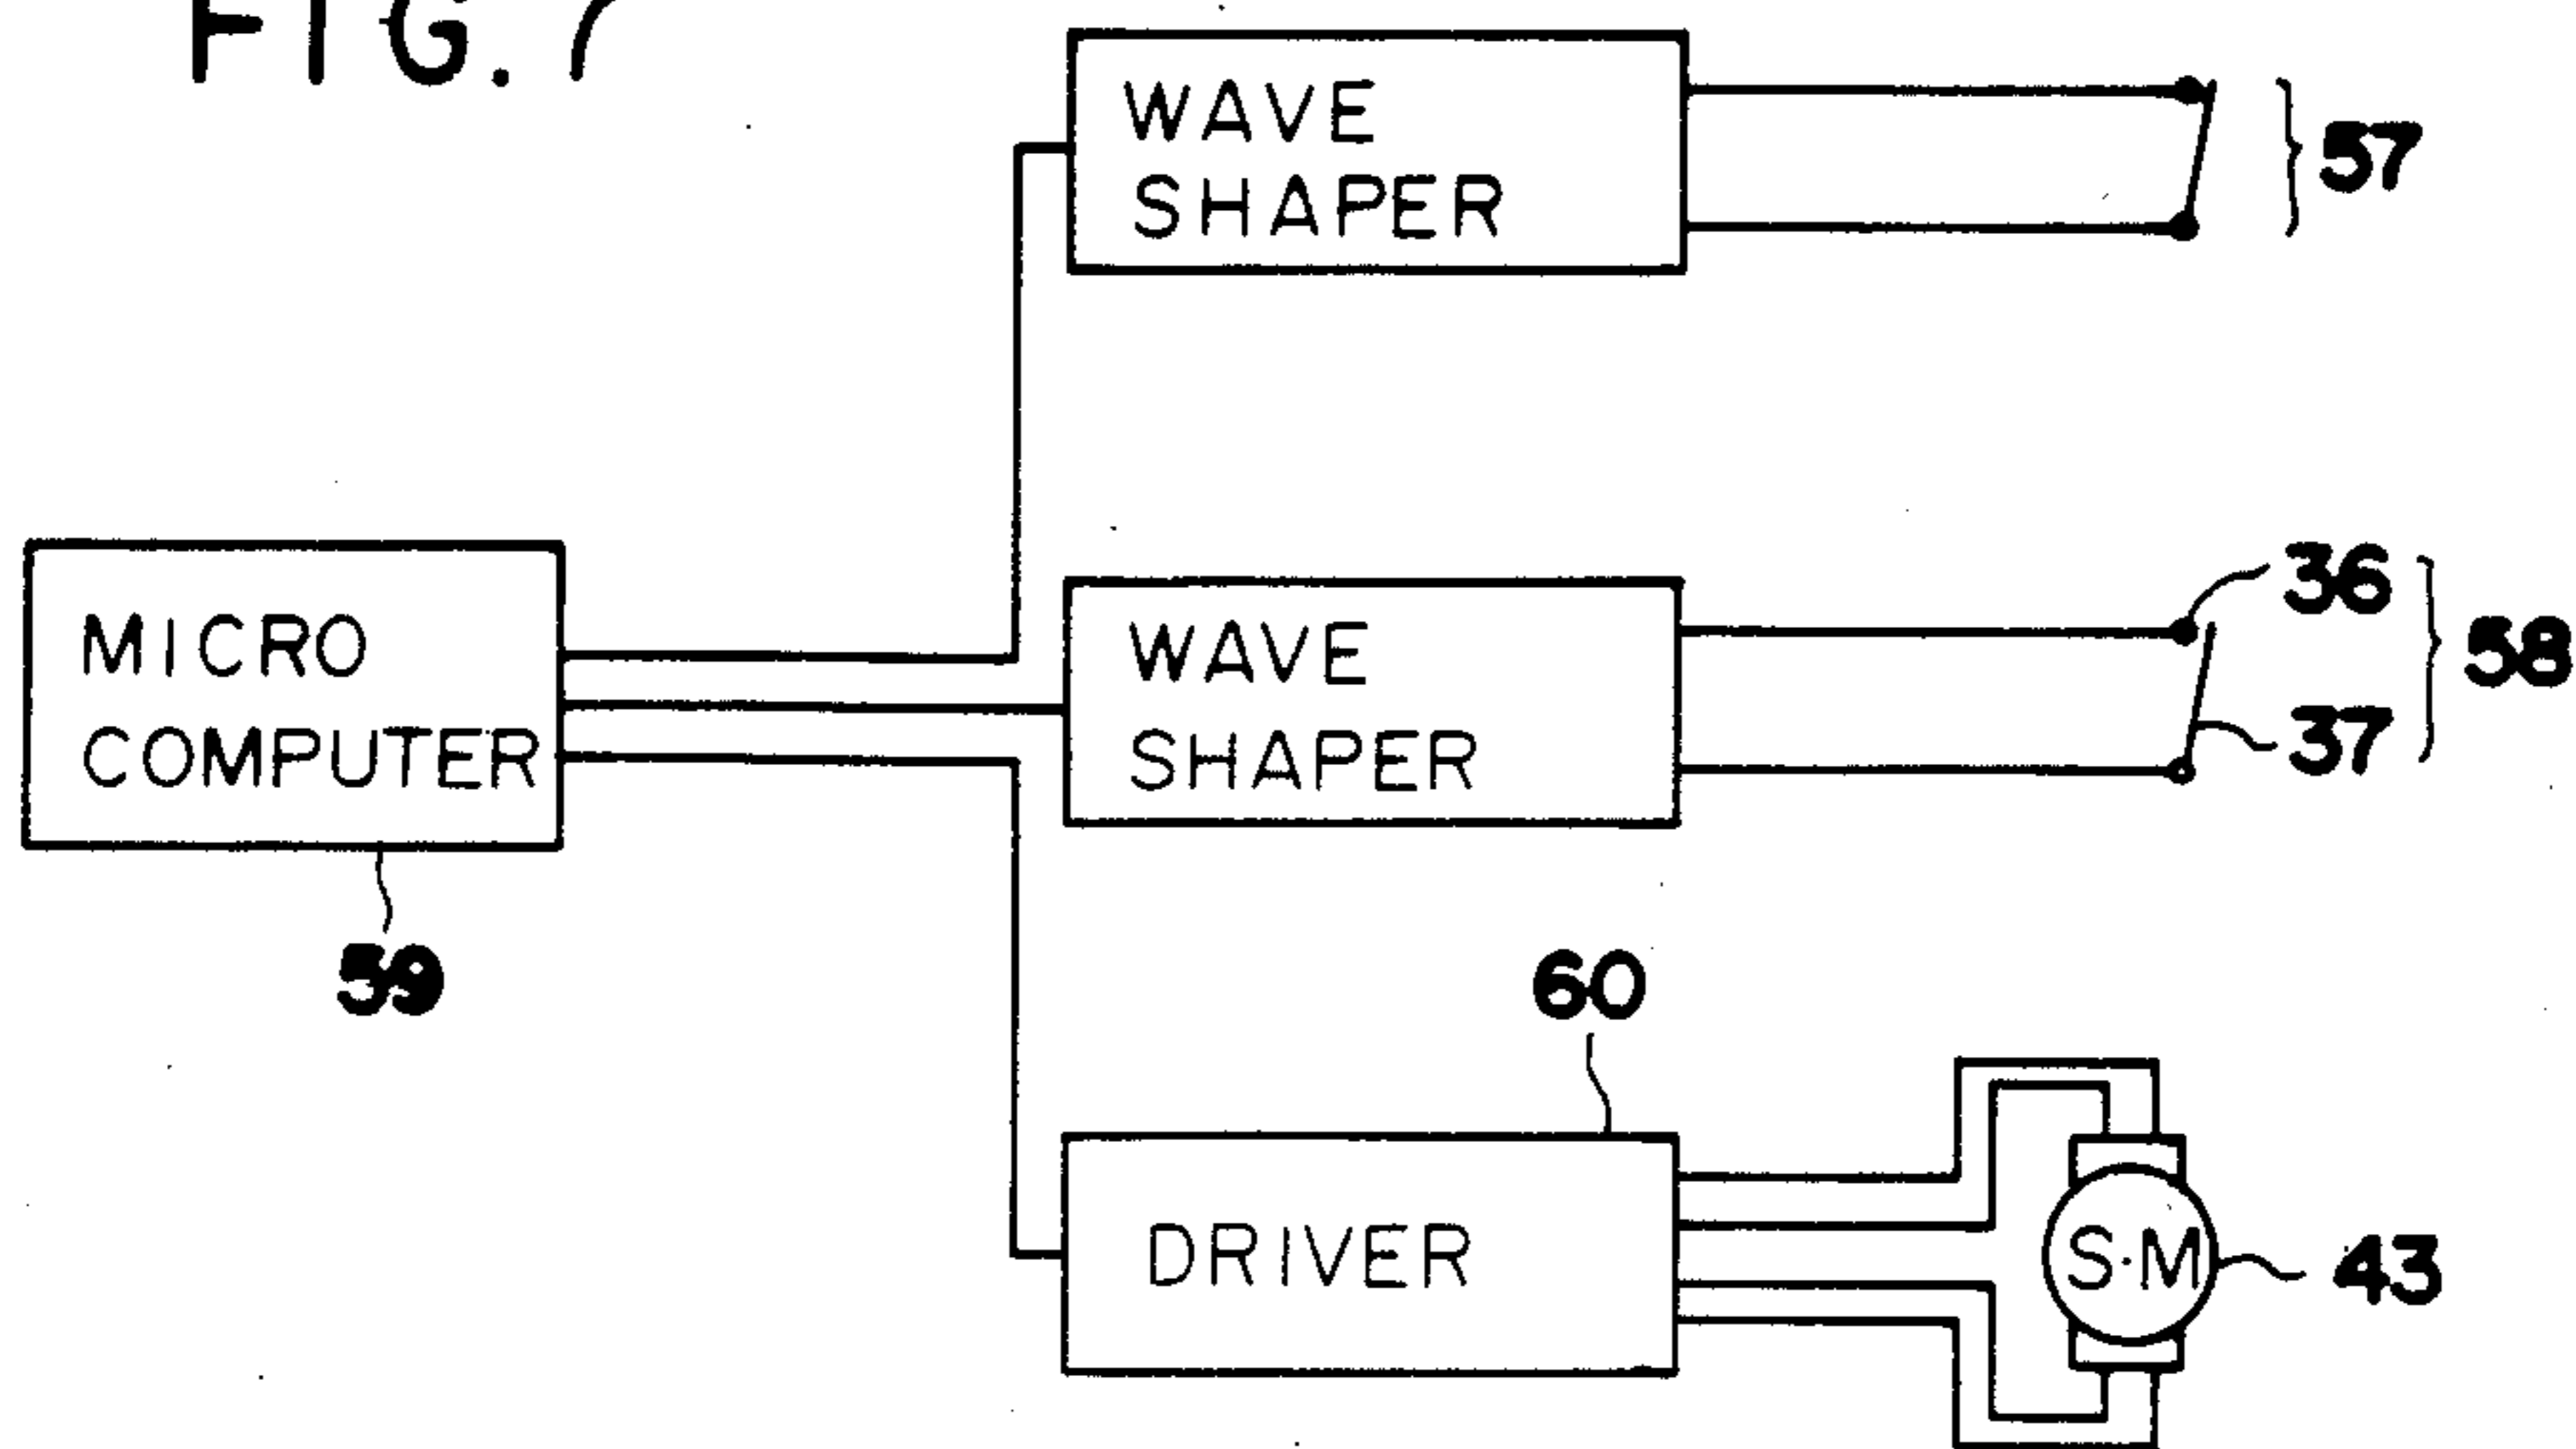 FIG. 7
WAVE
SHAPER
57
MICRO
COMPUTER
59
WAVE
SHAPER
36
37
58
60
DRIVER
S·M
43